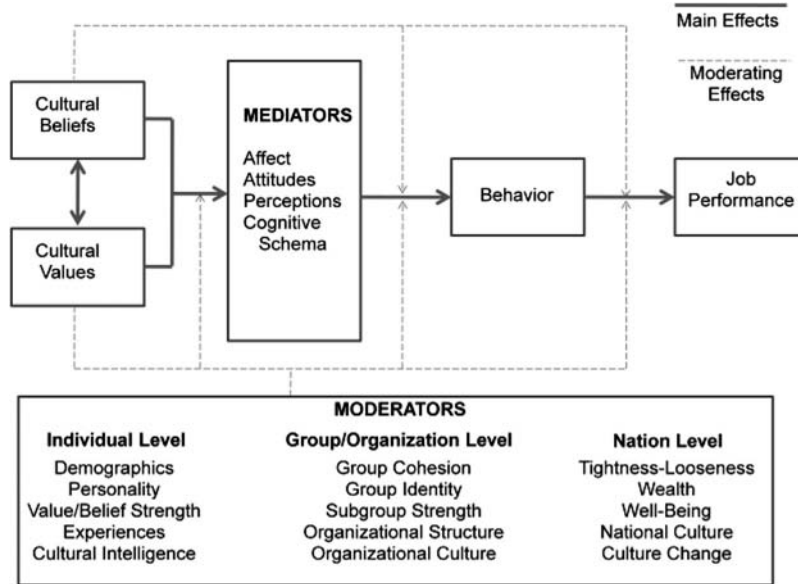 Main Effects
Moderating
Effects
Cultural
Beliefs
Cultural
Values
MEDIATORS
Affect
Attitudes
Perceptions
Cognitive
Schema
Behavior
Job
Performance
MODERATORS
Individual Level
Demographics
Personality
Value/Belief Strength
Experiences
Cultural Intelligence
Group/Organization Level
Group Cohesion
Group Identity
Subgroup Strength
Organizational Structure
Organizational Culture
Nation Level
Tightness-Looseness
Wealth
Well-Being
National Culture
Culture Change